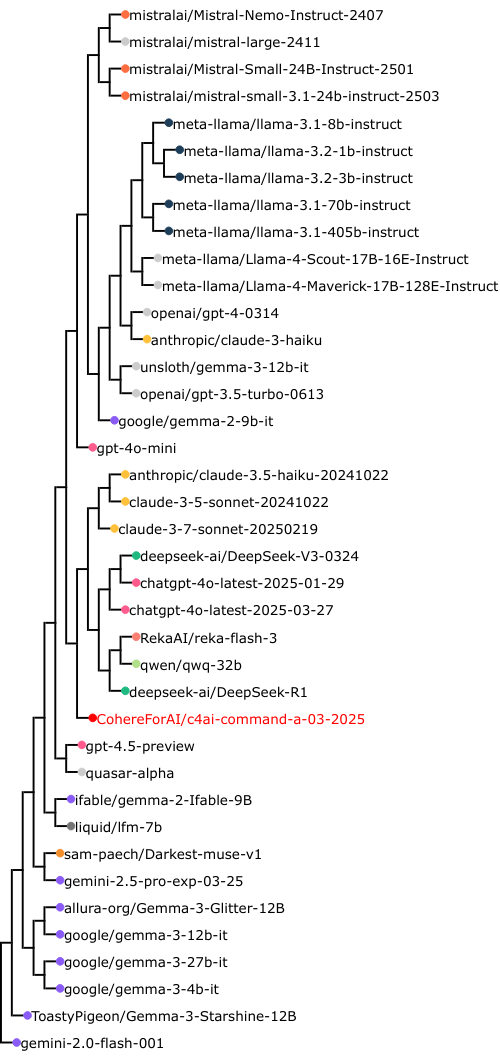 mistralai/Mistral-Nemo-Instruct-2407
mistralai/mistral-large-2411
mistralai/Mistral-Small-24B-Instruct-2501
mistralai/mistral-small-3.1-24b-instruct-2503
meta-llama/llama-3.1-8b-instruct
meta-llama/llama-3.2-1b-instruct
meta-llama/llama-3.2-3b-instruct
meta-llama/llama-3.1-70b-instruct
meta-llama/llama-3.1-405b-instruct
meta-llama/Llama-4-Scout-17B-16E-Instruct
meta-llama/Llama-4-Maverick-17B-128E-Instruct
openai/gpt-4-0314
anthropic/claude-3-haiku
unsloth/gemma-3-12b-it
openai/gpt-3.5-turbo-0613
google/gemma-2-9b-it
gpt-4o-mini
anthropic/claude-3.5-haiku-20241022
claude-3-5-sonnet-20241022
claude-3-7-sonnet-20250219
deepseek-ai/DeepSeek-V3-0324
chatgpt-4o-latest-2025-01-29
chatgpt-4o-latest-2025-03-27
RekaAI/reka-flash-3
qwen/qwq-32b
deepseek-ai/DeepSeek-R1
CohereForAI/c4ai-command-a-03-2025
gpt-4.5-preview
quasar-alpha
ifable/gemma-2-Ifable-9B
liquid/lfm-7b
sam-paech/Darkest-muse-v1
gemini-2.5-pro-exp-03-25
allura-org/Gemma-3-Glitter-12B
google/gemma-3-12b-it
google/gemma-3-27b-it
google/gemma-3-4b-it
ToastyPigeon/Gemma-3-Starshine-12B
gemini-2.0-flash-001